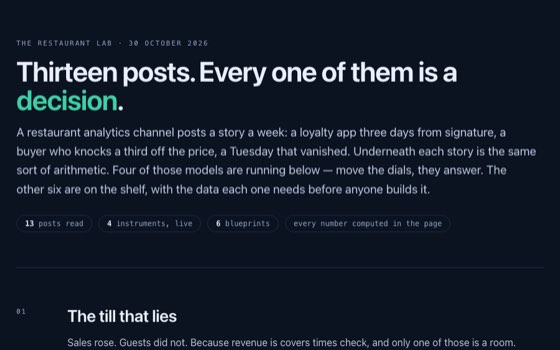 THE RESTAURANT LAB · 30 OCTOBER 2026
Thirteen posts. Every one of them is a
decision.
A restaurant analytics channel posts a story a week: a loyalty app three days from signature, a
buyer who knocks a third off the price, a Tuesday that vanished. Underneath each story is the same
sort of arithmetic. Four of those models are running below — move the dials, they answer. The
other six are on the shelf, with the data each one needs before anyone builds it.
13 posts read
4 instruments, live
6 blueprints
every number computed in the page
01
The till that lies
Sales rose. Guests did not. Because revenue is covers times check, and only one of those is a room.